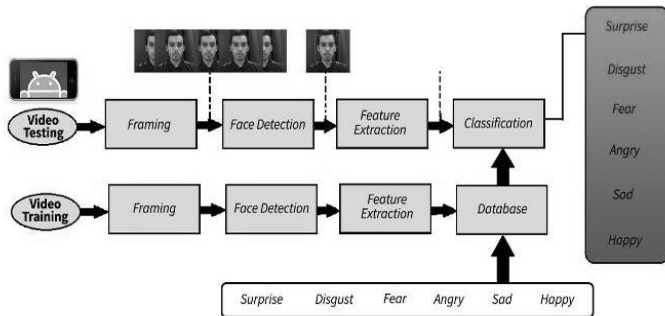 Surprise
Disgust
Fear
Angry
Sad
Happy
Video
Testing
Framing
Face Detection
Feature
Extraction
Classification
Video
Training
Framing
Face Detection
Feature
Extraction
Database
Surprise Disgust Fear Angry Sad Happy